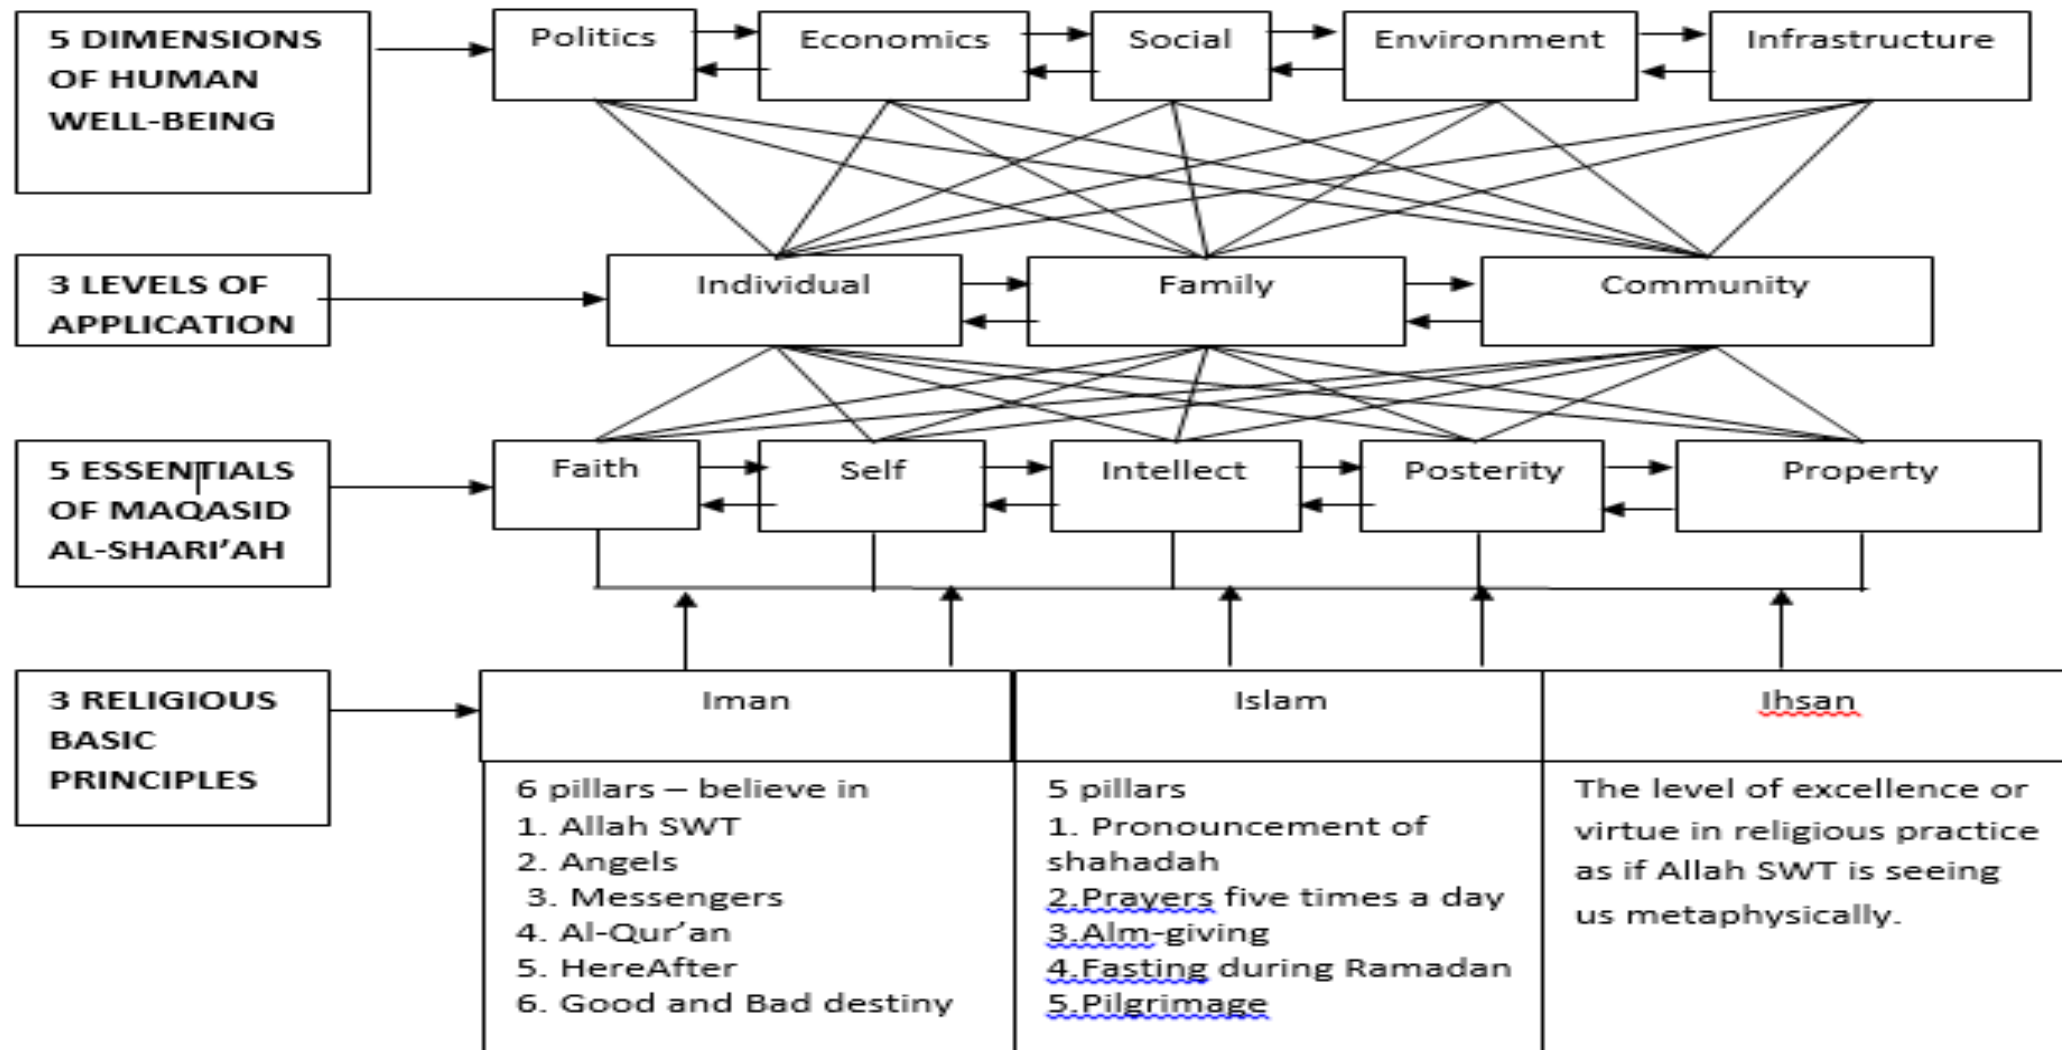 5 DIMENSIONS
OF HUMAN
WELL-BEING
Politics
Economics
Social
Environment
Infrastructure
3 LEVELS OF
APPLICATION
Individual
Family
Community
5 ESSENTIALS
OF MAQASID
AL-SHARI’AH
Faith
Self
Intellect
Posterity
Property
3 RELIGIOUS
BASIC
PRINCIPLES
Iman
Islam
Ihsan
6 pillars – believe in
1. Allah SWT
2. Angels
3. Messengers
4. Al-Qur’an
5. HereAfter
6. Good and Bad destiny
5 pillars
1. Pronouncement of
shahadah
2.Prayers five times a day
3.Alm-giving
4.Fasting during Ramadan
5.Pilgrimage
The level of excellence or
virtue in religious practice
as if Allah SWT is seeing
us metaphysically.